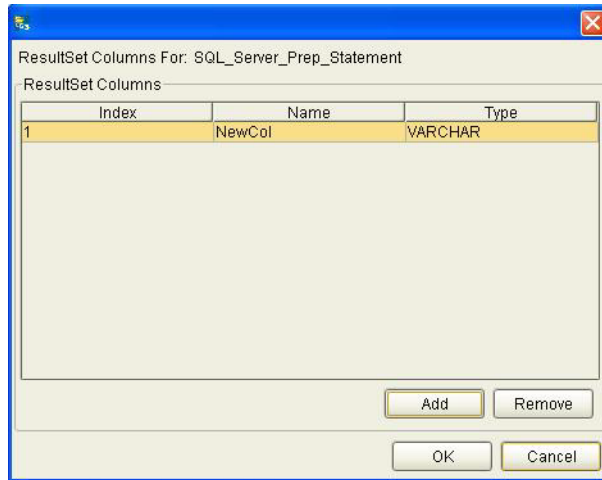 ResultSet Columns For: SQL_Server_Prep_Statement
ResultSet Columns
Index Name Type
1 NewCol VARCHAR
Add Remove
OK Cancel